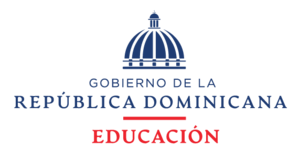 GOBIERNO DE LA
REPÚBLICA DOMINICANA
EDUCACIÓN